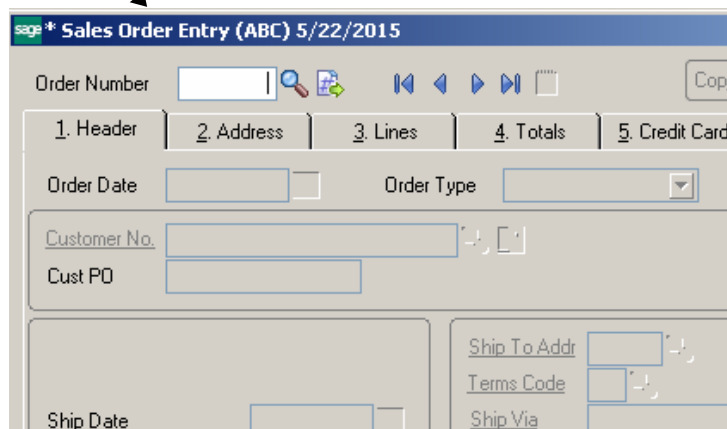 sage * Sales Order Entry (ABC) 5/22/2015
Order Number
Cop
1. Header 2. Address 3. Lines 4. Totals 5. Credit Card
Order Date Order Type
Customer No.
Cust PO
Ship To Addr
Terms Code
Ship Date Ship Via